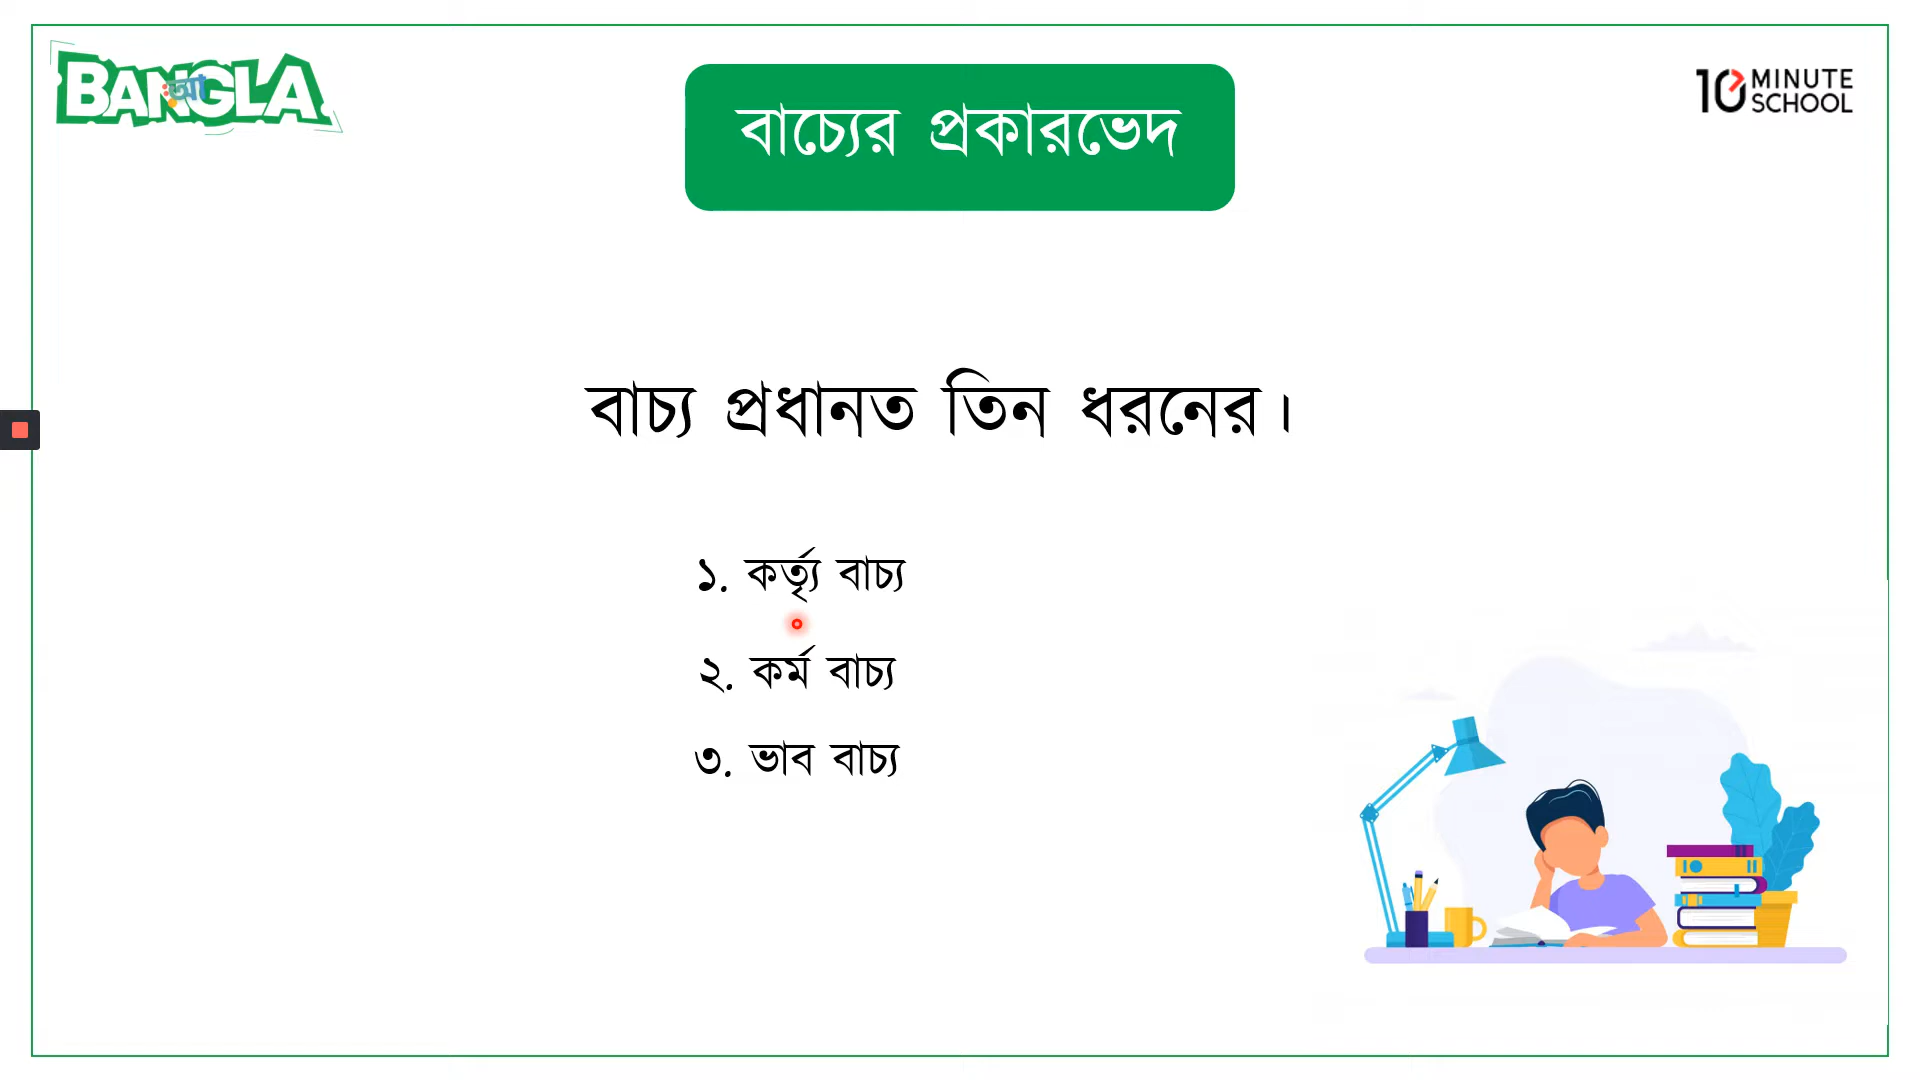 BANGLA
আ
10 MINUTE
SCHOOL
বাচ্যের প্রকারভেদ
বাচ্য প্রধানত তিন ধরনের।
১. কর্তৃ্য বাচ্য
২. কর্ম বাচ্য
৩. ভাব বাচ্য